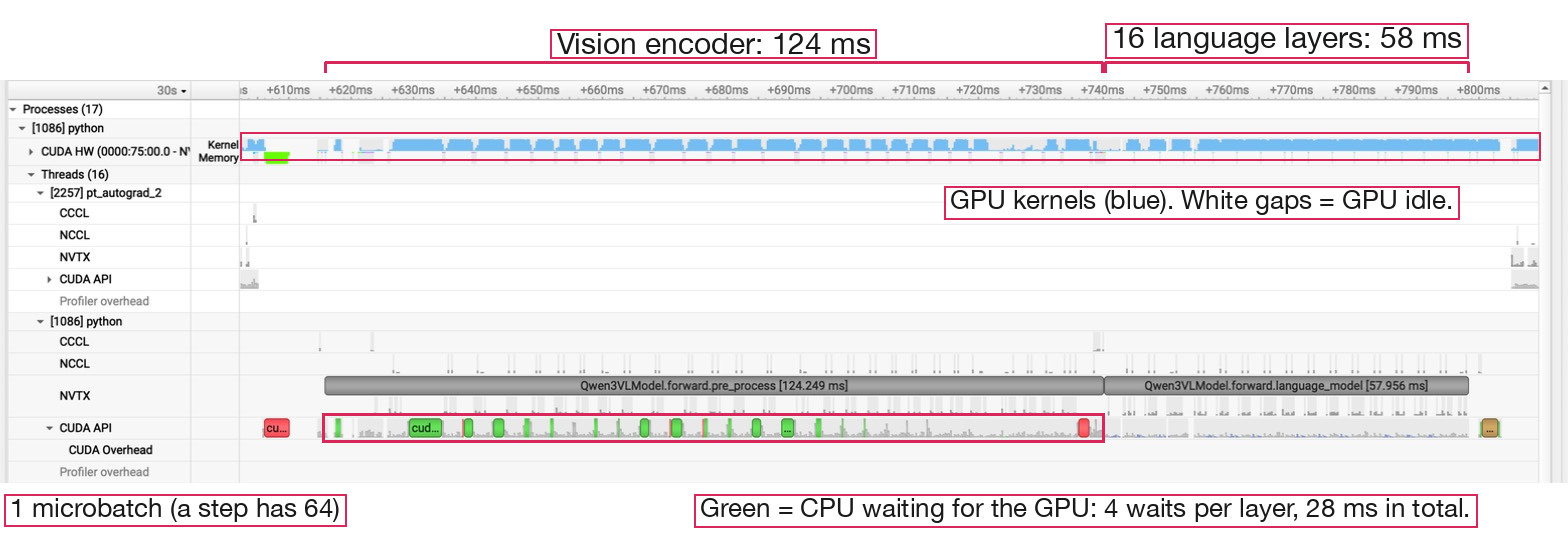 Vision encoder: 124 ms
16 language layers: 58 ms
30s
+610ms +620ms +630ms +640ms +650ms +660ms +670ms +680ms +690ms +700ms +710ms +720ms +730ms +740ms +750ms +760ms +770ms +780ms +790ms +800ms
Processes (17)
[1086] python
CUDA HW (0000:75:00.0 - NV
Kernel
Memory
Threads (16)
[2257] pt_autograd_2
GPU kernels (blue). White gaps = GPU idle.
CCCL
NCCL
NVTX
CUDA API
Profiler overhead
[1086] python
CCCL
NCCL
NVTX
Qwen3VLModel.forward.pre_process [124.249 ms]
Qwen3VLModel.forward.language_model [57.956 ms]
CUDA API
cu...
cud...
...
...
CUDA Overhead
Profiler overhead
1 microbatch (a step has 64)
Green = CPU waiting for the GPU: 4 waits per layer, 28 ms in total.